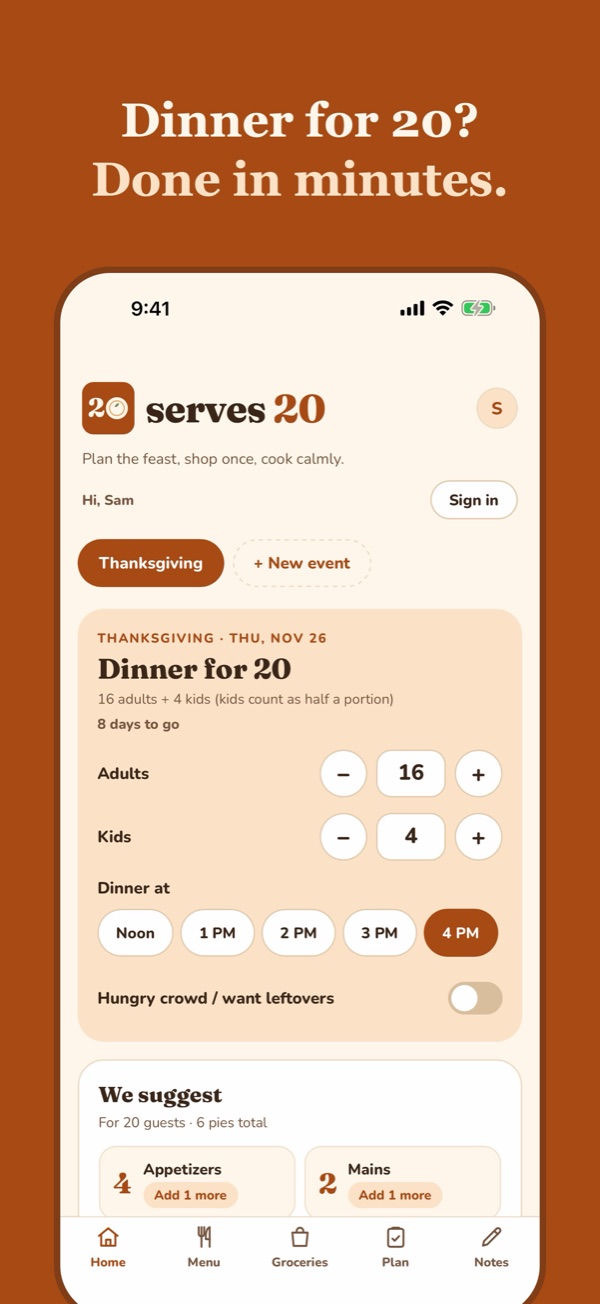 Dinner for 20?
Done in minutes.
9:41
20 serves 20
S
Plan the feast, shop once, cook calmly.
Hi, Sam
Sign in
Thanksgiving
+ New event
THANKSGIVING · THU, NOV 26
Dinner for 20
16 adults + 4 kids (kids count as half a portion)
8 days to go
Adults
− 16 +
Kids
− 4 +
Dinner at
Noon 1 PM 2 PM 3 PM 4 PM
Hungry crowd / want leftovers
We suggest
For 20 guests · 6 pies total
4 Appetizers
Add 1 more
2 Mains
Add 1 more
Home Menu Groceries Plan Notes